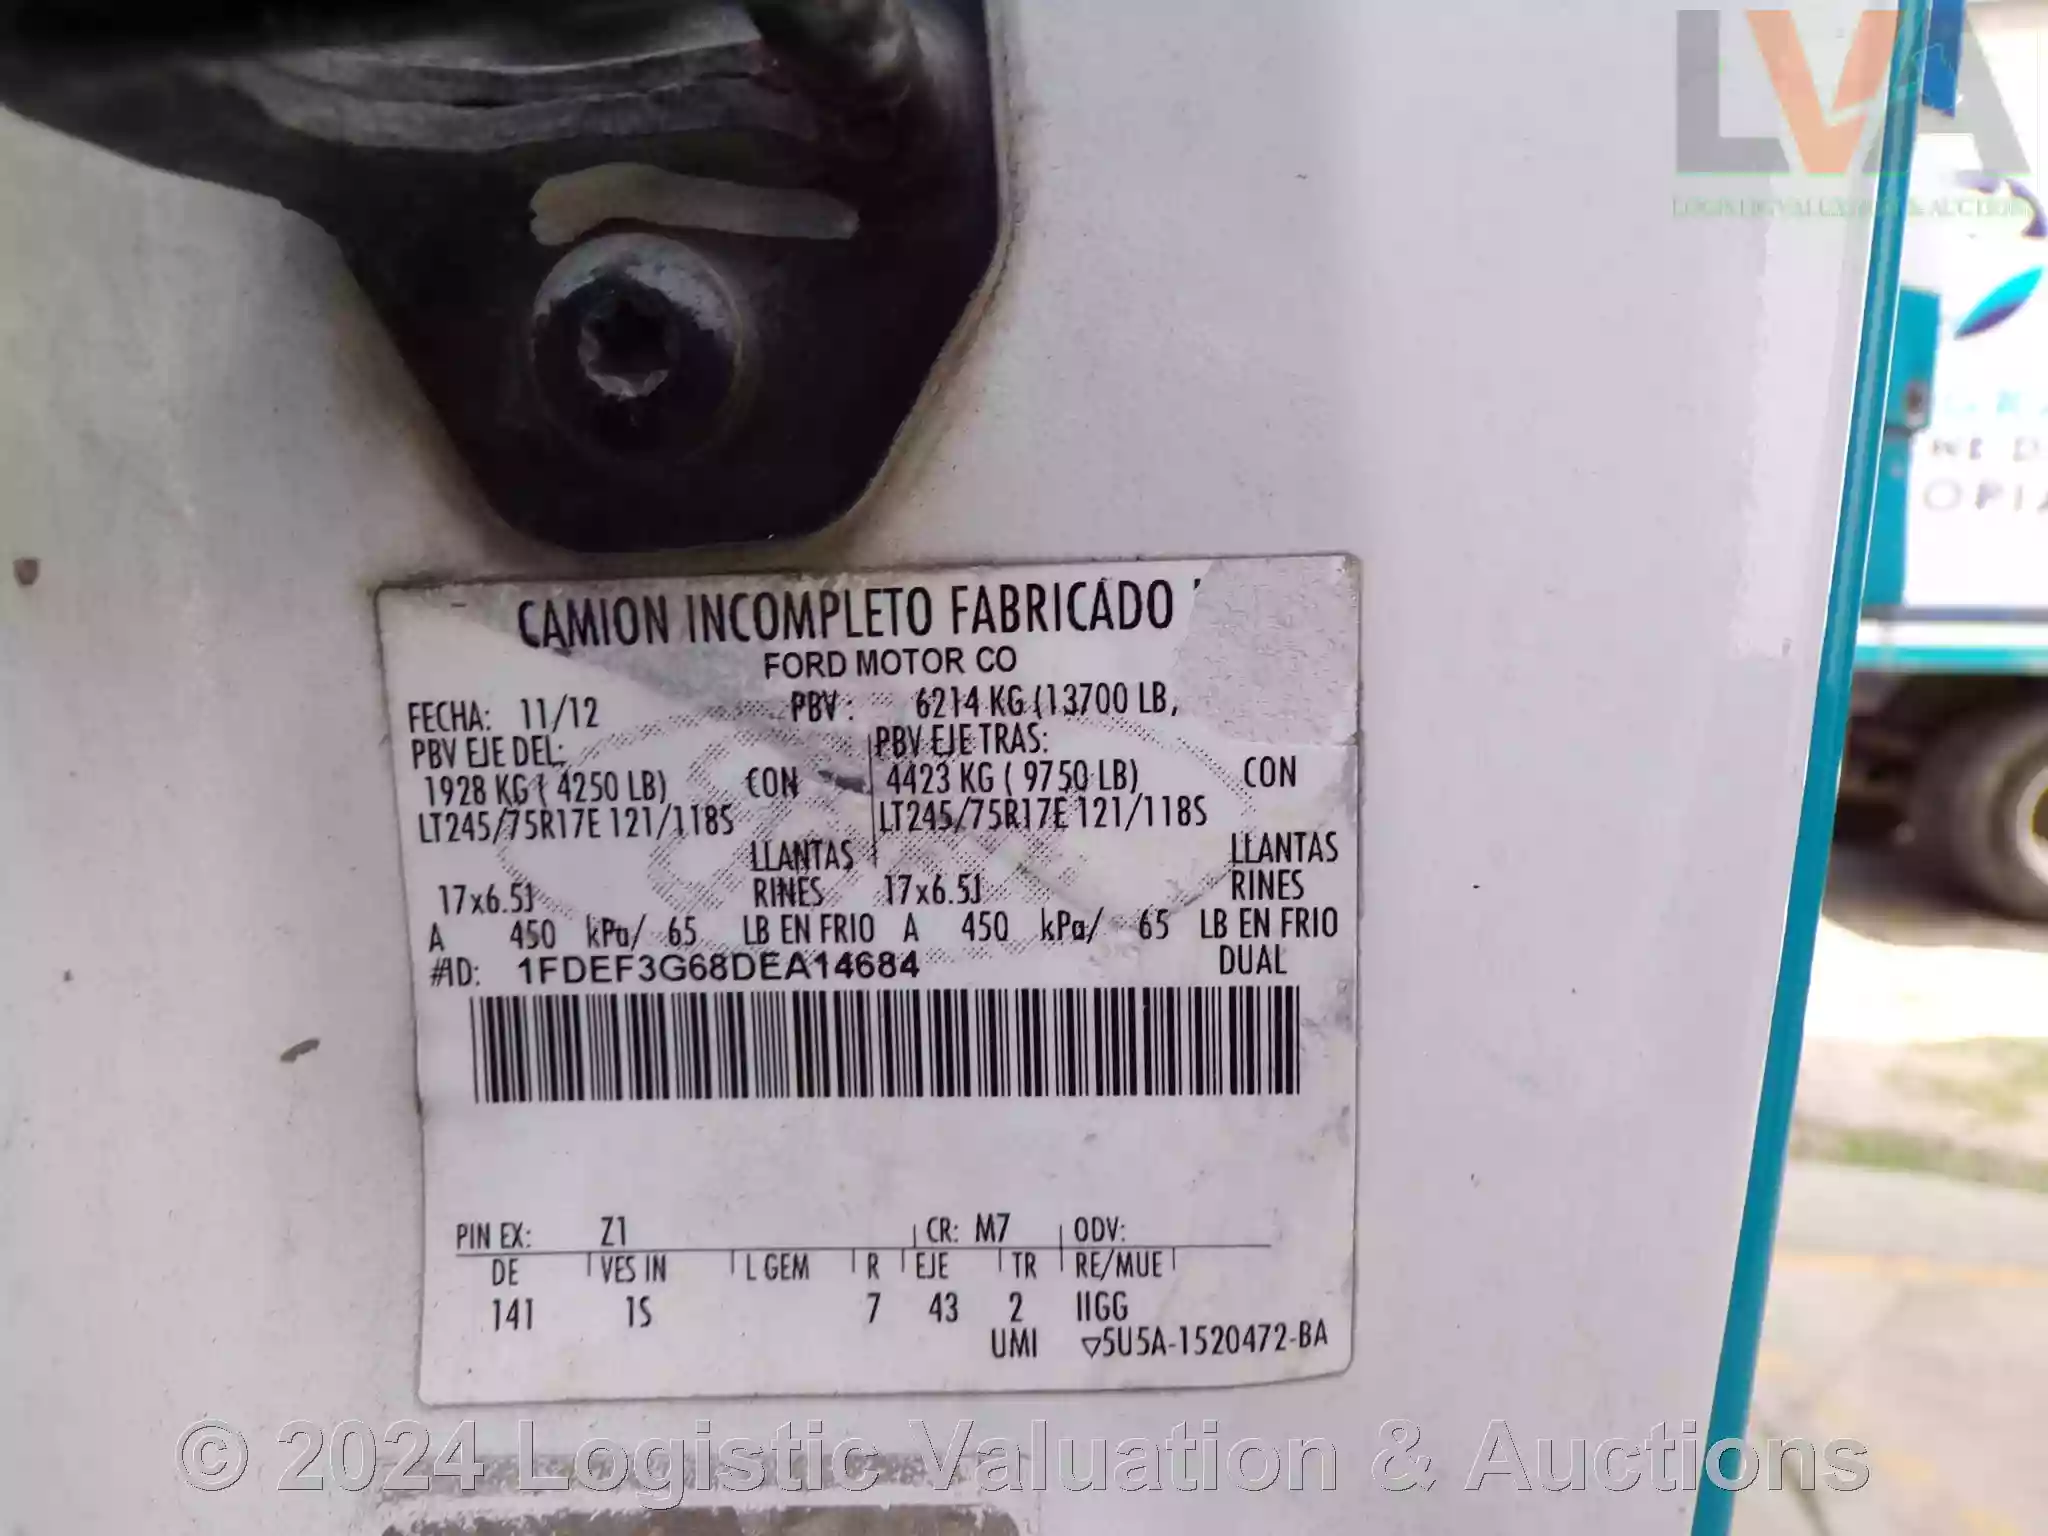 LVA
LOGISTIC VALUATION & AUCTIONS
CAMION INCOMPLETO FABRICADO
FORD MOTOR CO
FECHA: 11/12 PBV: 6214 KG (13700 LB,
PBV EJE DEL: PBV EJE TRAS:
1928 KG ( 4250 LB) CON 4423 KG ( 9750 LB) CON
LT245/75R17E 121/118S LT245/75R17E 121/118S
LLANTAS LLANTAS
17x6.5J RINES 17x6.5J RINES
A 450 kPa/ 65 LB EN FRIO A 450 kPa/ 65 LB EN FRIO
#ID: 1FDEF3G68DEA14684 DUAL
PIN EX: Z1 CR: M7 ODV:
DE VES IN L GEM R EJE TR RE/MUE
141 1S 7 43 2 IIGG
UMI ▽5U5A-1520472-BA
© 2024 Logistic Valuation & Auctions